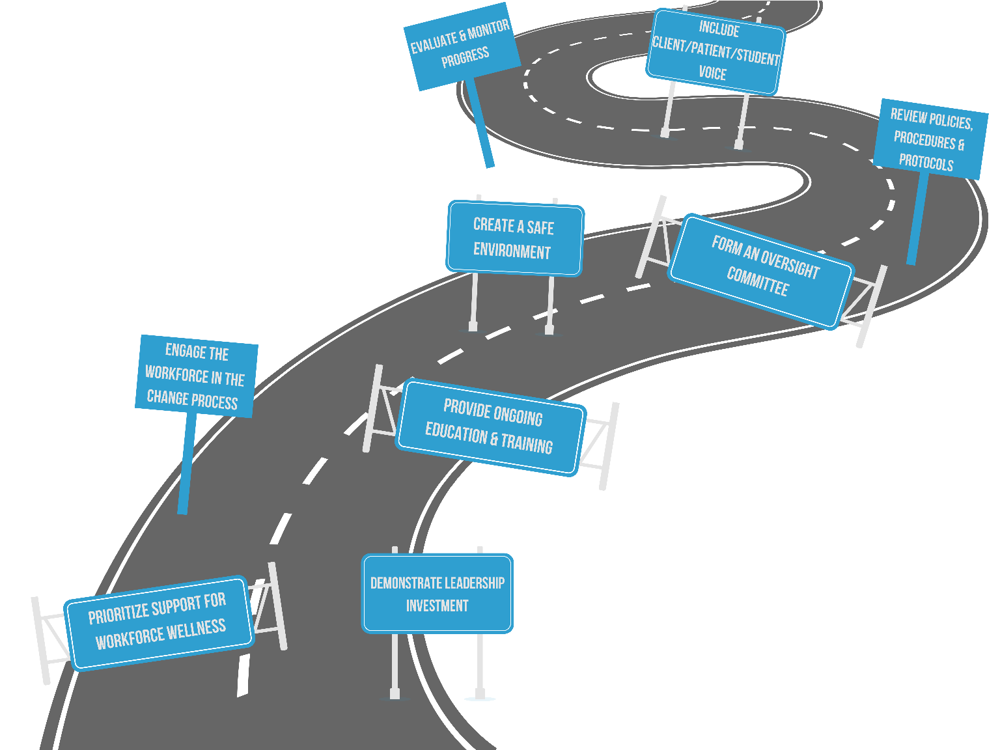 EVALUATE & MONITOR
PROGRESS
INCLUDE
CLIENT/PATIENT/STUDENT
VOICE
REVIEW POLICIES,
PROCEDURES &
PROTOCOLS
CREATE A SAFE
ENVIRONMENT
FORM AN OVERSIGHT
COMMITTEE
ENGAGE THE
WORKFORCE IN THE
CHANGE PROCESS
PROVIDE ONGOING
EDUCATION & TRAINING
PRIORITIZE SUPPORT FOR
WORKFORCE WELLNESS
DEMONSTRATE LEADERSHIP
INVESTMENT